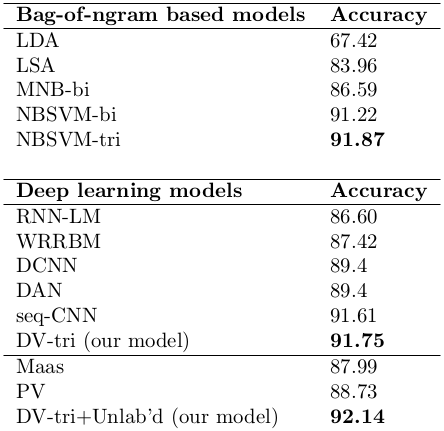 Bag-of-ngram based models Accuracy
LDA 67.42
LSA 83.96
MNB-bi 86.59
NBSVM-bi 91.22
NBSVM-tri 91.87
Deep learning models Accuracy
RNN-LM 86.60
WRRBM 87.42
DCNN 89.4
DAN 89.4
seq-CNN 91.61
DV-tri (our model) 91.75
Maas 87.99
PV 88.73
DV-tri+Unlab'd (our model) 92.14